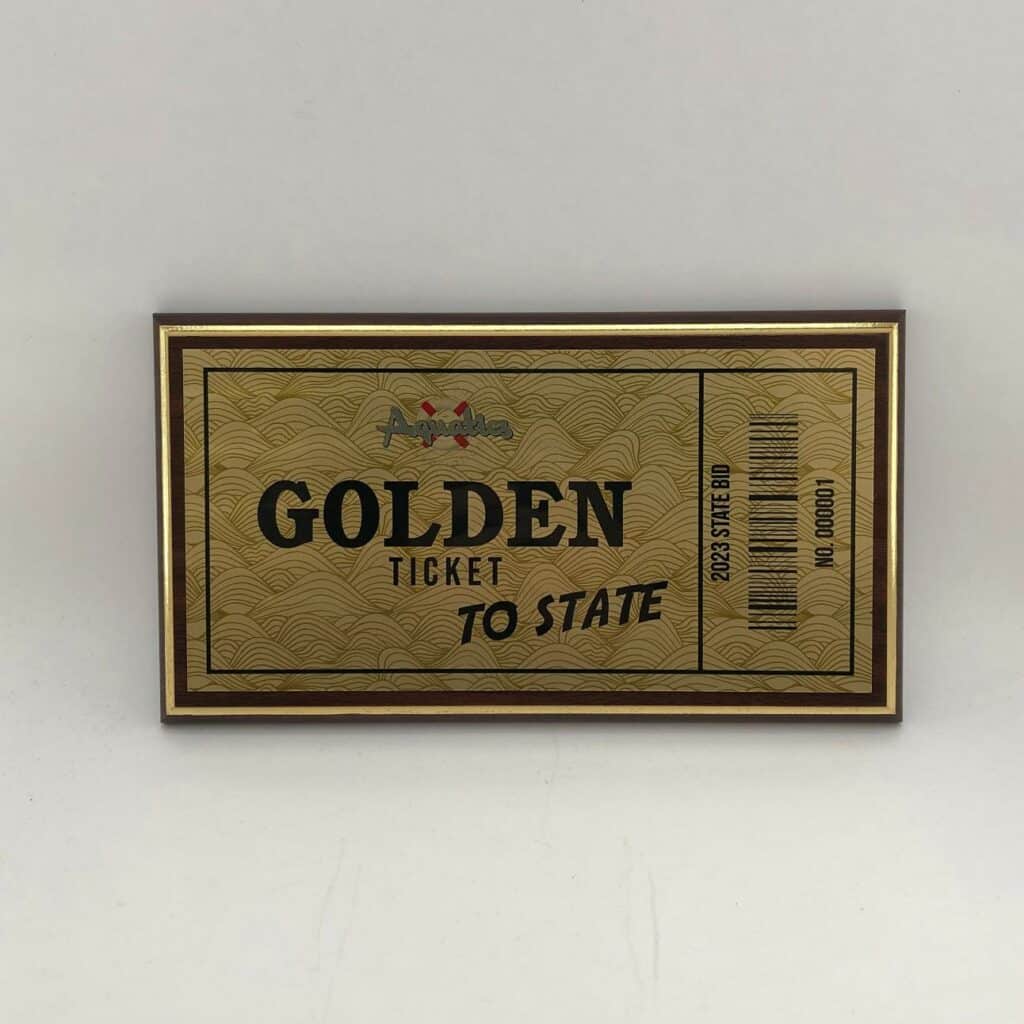 Aquatics
GOLDEN
TICKET
TO STATE
2023 STATE BID
NO. 000001